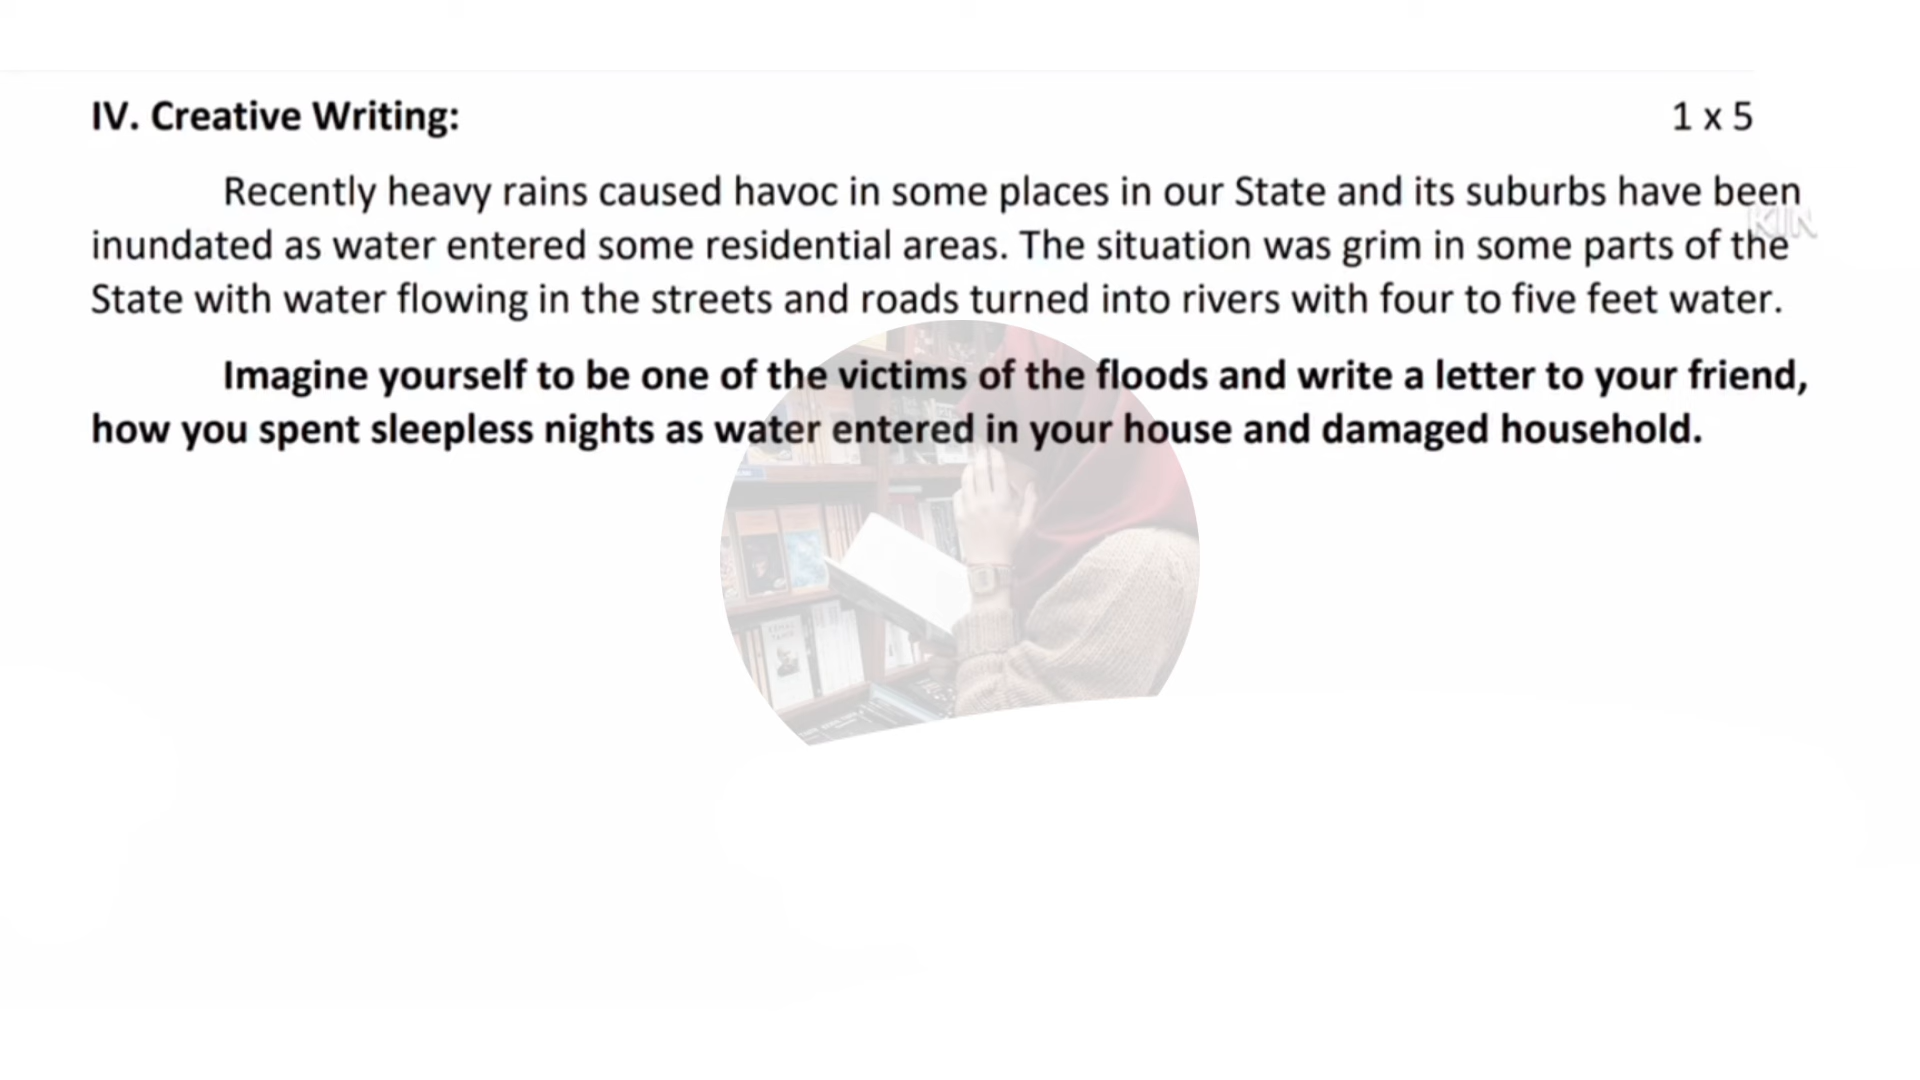 IV. Creative Writing: 1 x 5
Recently heavy rains caused havoc in some places in our State and its suburbs have been
KIN
inundated as water entered some residential areas. The situation was grim in some parts of the
State with water flowing in the streets and roads turned into rivers with four to five feet water.
Imagine yourself to be one of the victims of the floods and write a letter to your friend,
how you spent sleepless nights as water entered in your house and damaged household.